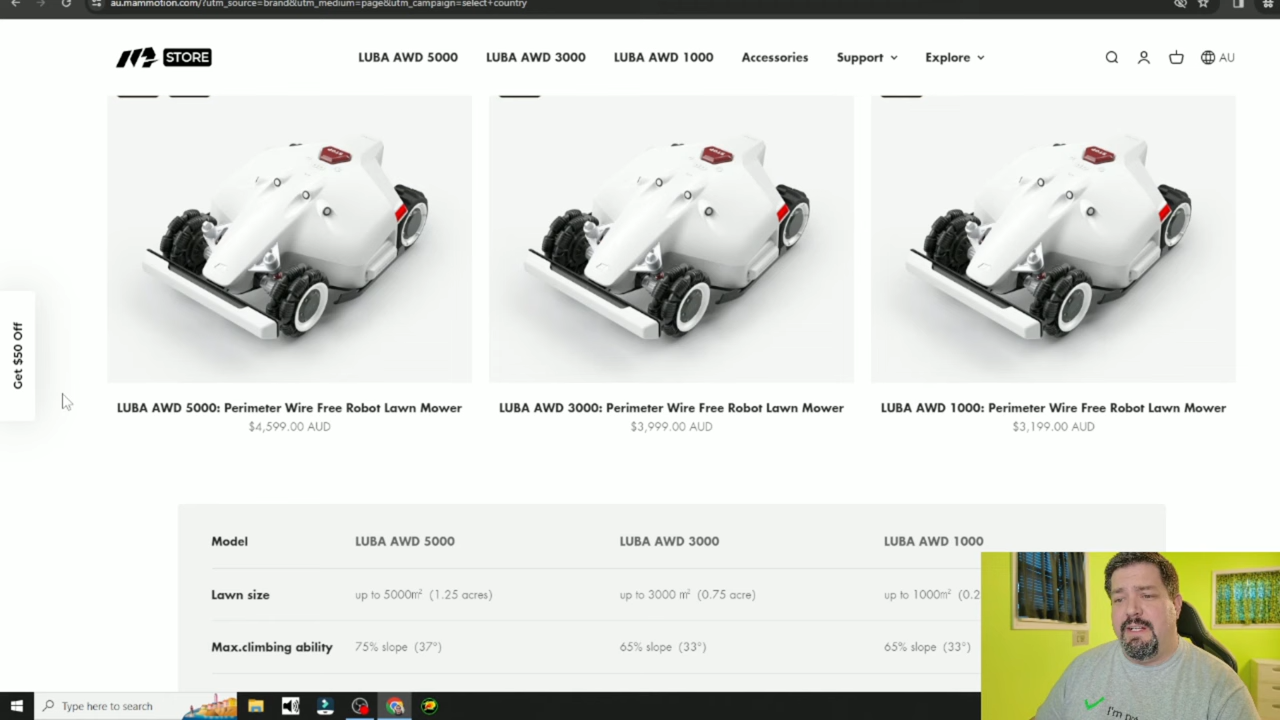 au.mammotion.com/?utm_source=brand&utm_medium=page&utm_campaign=select+country
STORE
LUBA AWD 5000
LUBA AWD 3000
LUBA AWD 1000
Accessories
Support
Explore
AU
Get $50 Off
LUBA AWD 5000: Perimeter Wire Free Robot Lawn Mower
$4,599.00 AUD
LUBA AWD 3000: Perimeter Wire Free Robot Lawn Mower
$3,999.00 AUD
LUBA AWD 1000: Perimeter Wire Free Robot Lawn Mower
$3,199.00 AUD
Model LUBA AWD 5000 LUBA AWD 3000 LUBA AWD 1000
Lawn size up to 5000m² (1.25 acres) up to 3000 m² (0.75 acre) up to 1000m² (0.2
Max.climbing ability 75% slope (37°) 65% slope (33°) 65% slope (33°)
Type here to search
I'm